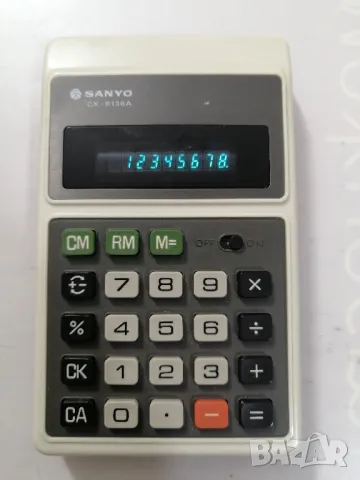 SANYO
CX-8136A
12345678.
CM RM M= OFF ON
7 8 9 ×
% 4 5 6 ÷
CK 1 2 3 +
CA 0 · − =
BAZAR